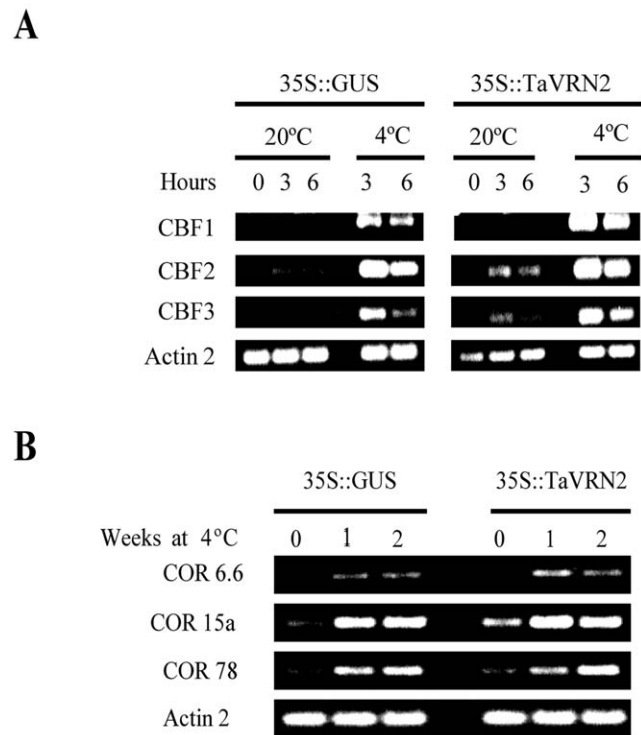 A
35S::GUS 35S::TaVRN2
20ºC 4ºC 20ºC 4ºC
Hours 0 3 6 3 6 0 3 6 3 6
CBF1
CBF2
CBF3
Actin 2
B
35S::GUS 35S::TaVRN2
Weeks at 4°C 0 1 2 0 1 2
COR 6.6
COR 15a
COR 78
Actin 2